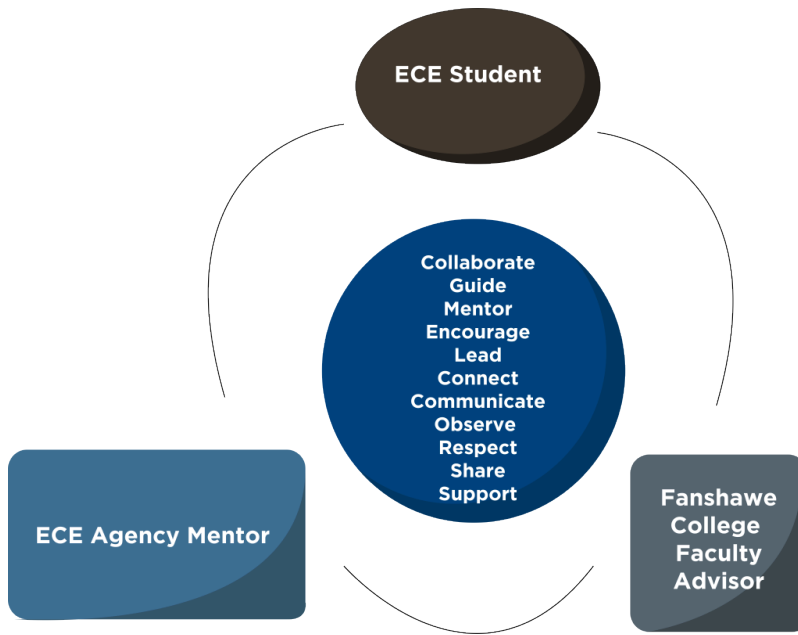 ECE Student
Collaborate
Guide
Mentor
Encourage
Lead
Connect
Communicate
Observe
Respect
Share
Support
ECE Agency Mentor
Fanshawe
College
Faculty
Advisor